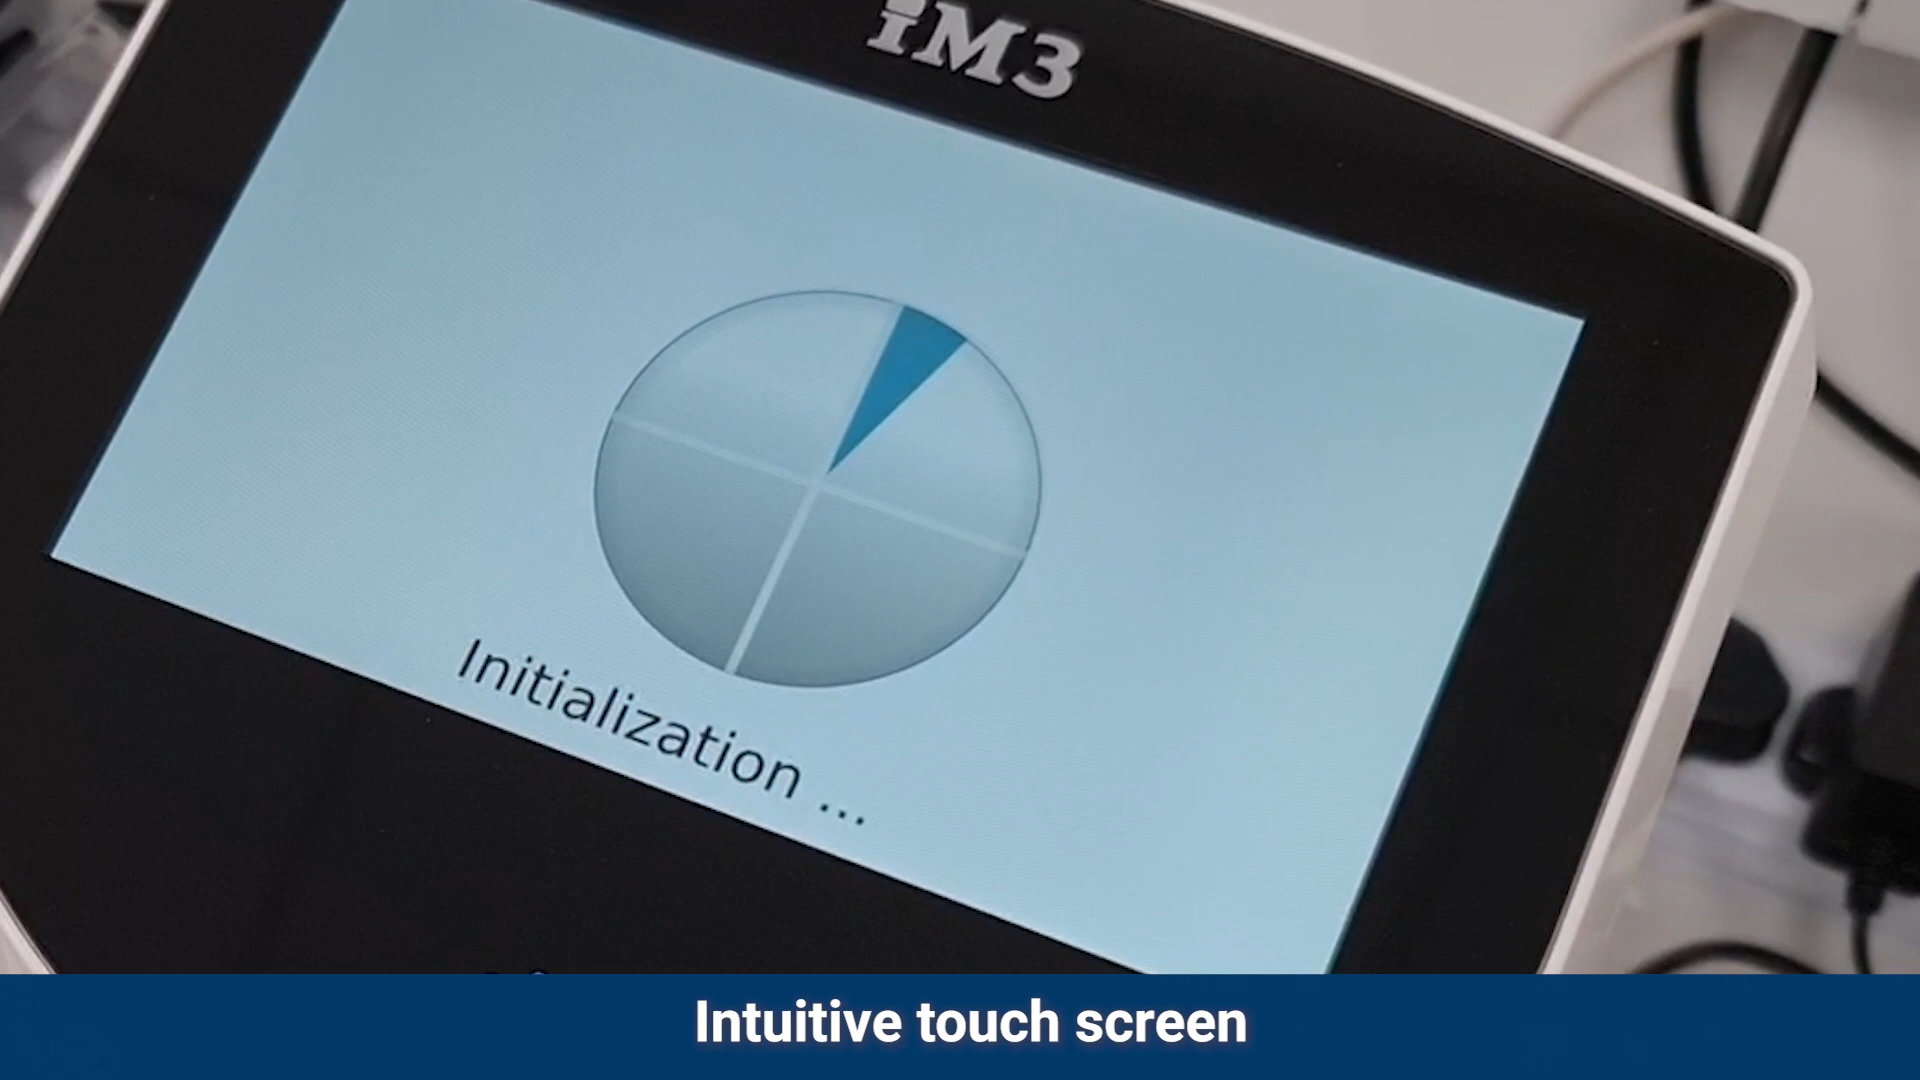 iM3
Initialization ...
Intuitive touch screen